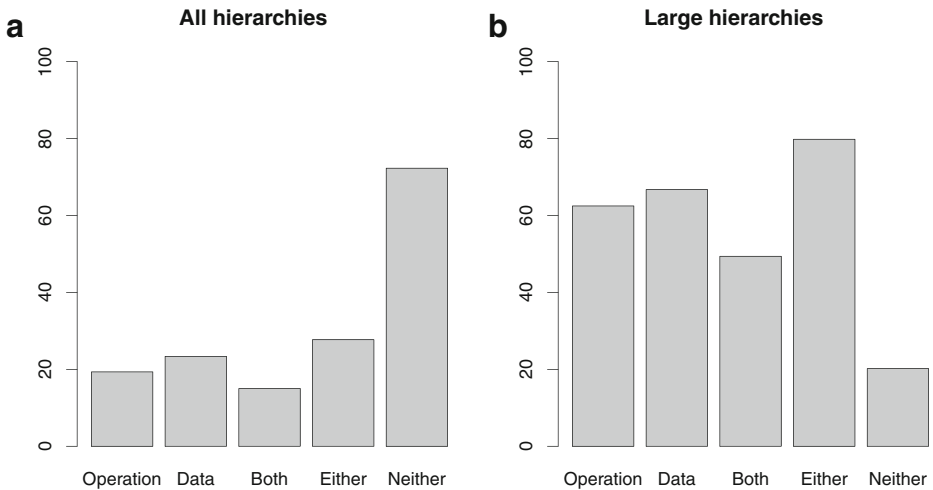 a
All hierarchies
100
80
60
40
20
0
Operation Data Both Either Neither
b
Large hierarchies
100
80
60
40
20
0
Operation Data Both Either Neither